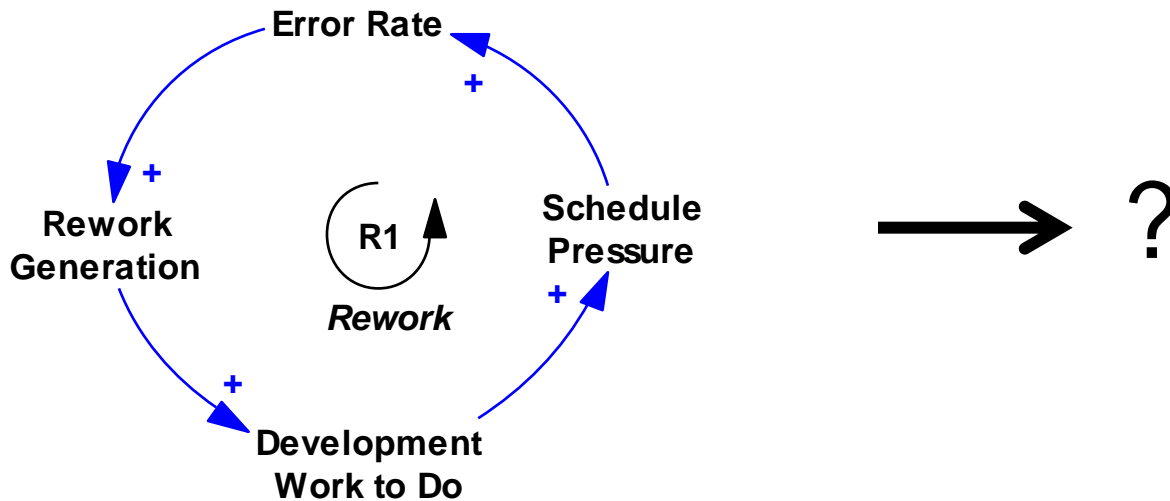 Error Rate
+
+
Rework
Generation
R1
Rework
Schedule
Pressure
+
+
Development
Work to Do
?